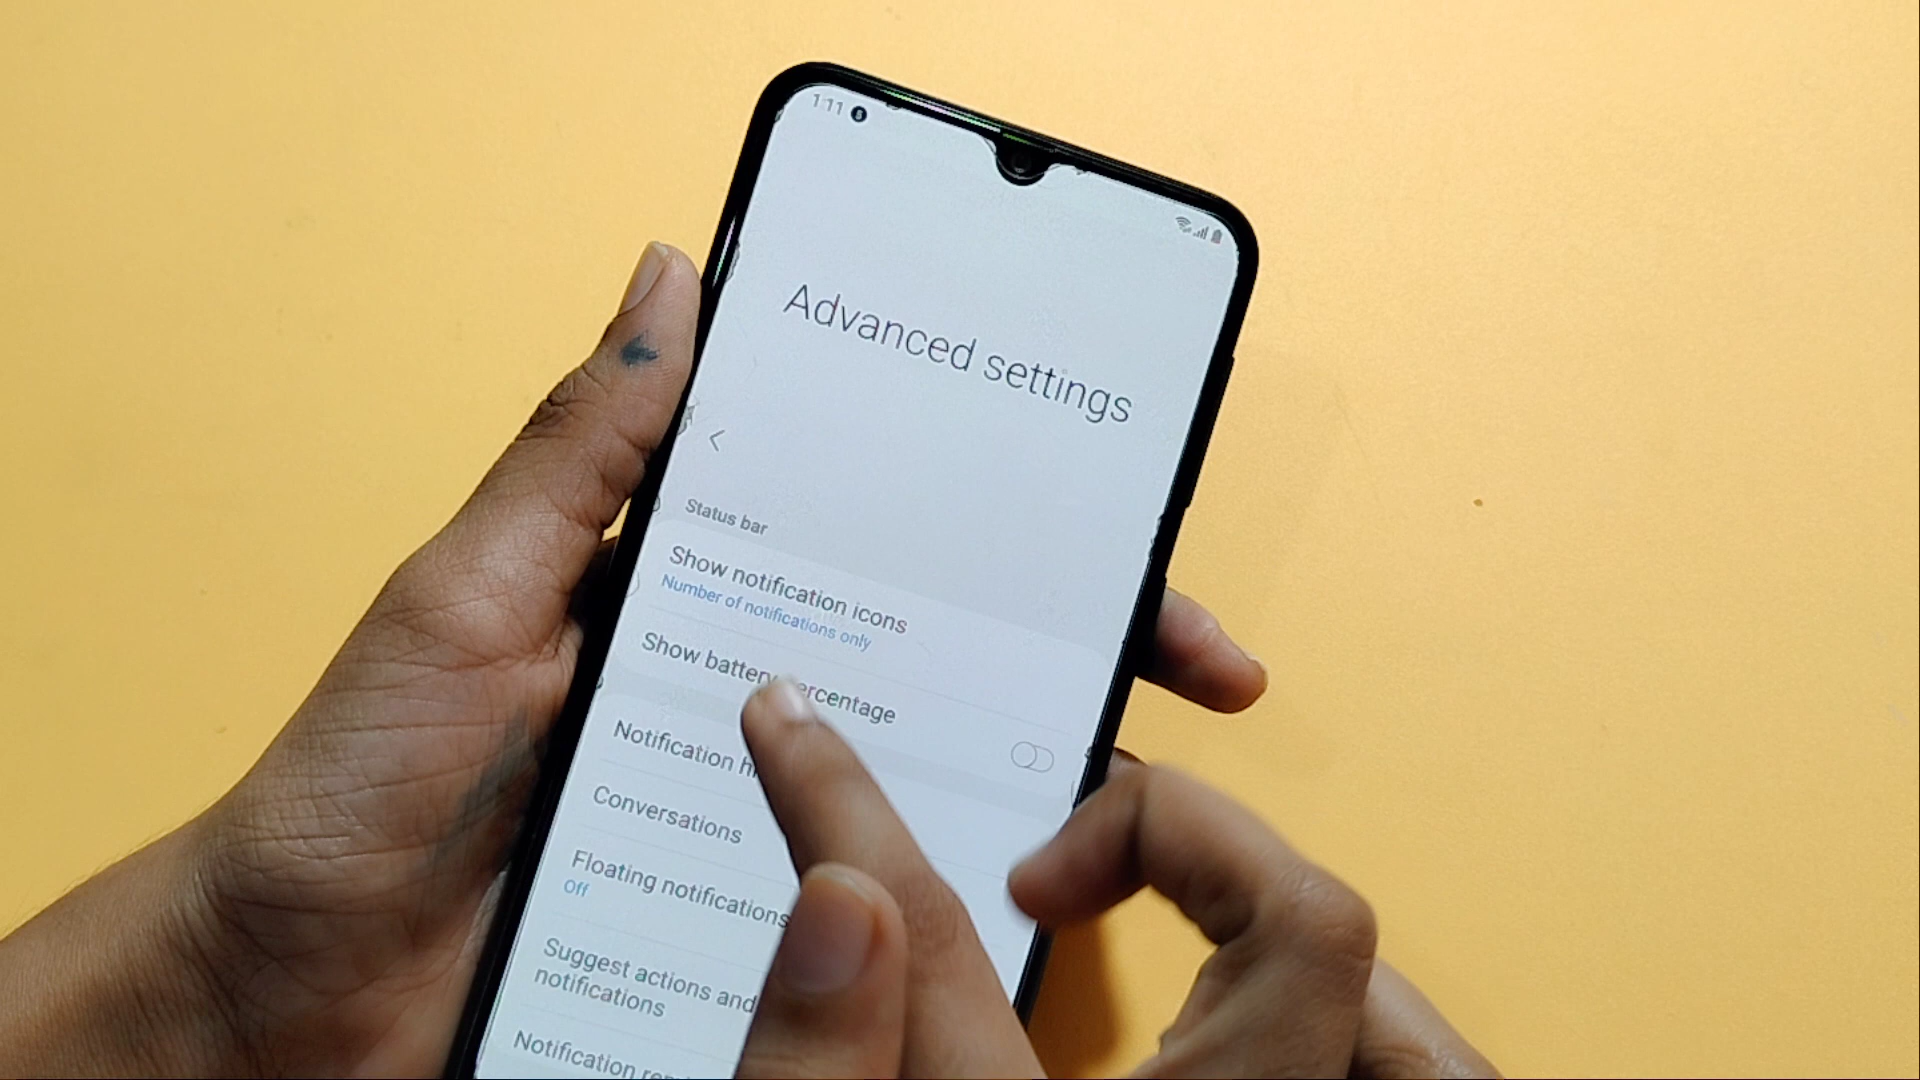 1:11
Advanced settings
Status bar
Show notification icons
Number of notifications only
Show battery percentage
Notification hi
Conversations
Floating notifications
Off
Suggest actions and
notifications
Notification